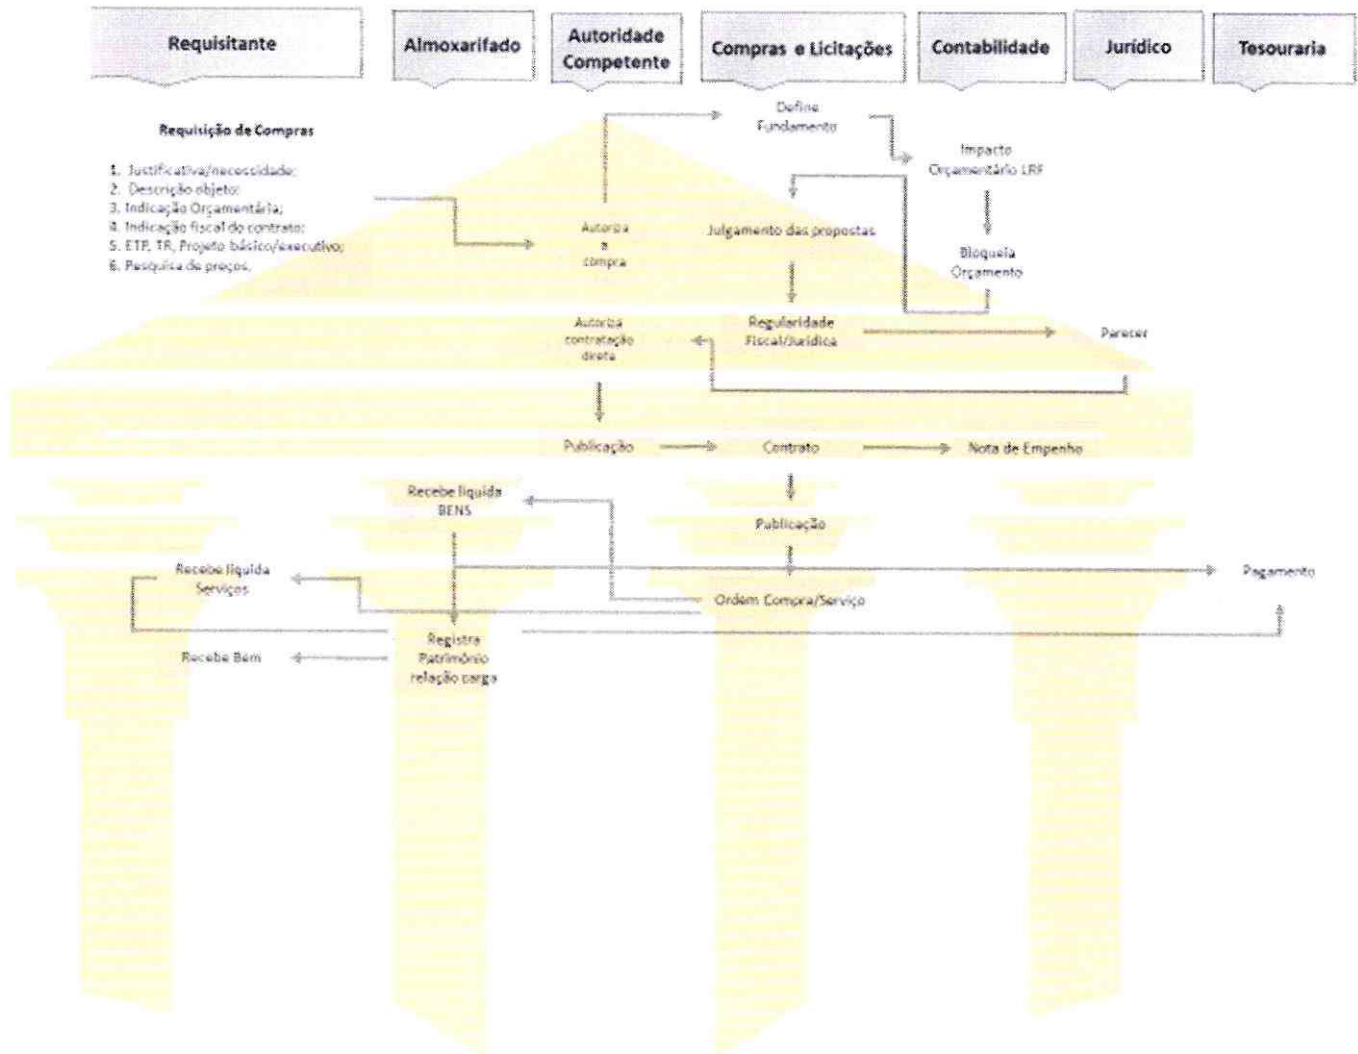 Requisitante
Almoxarifado
Autoridade
Competente
Compras e Licitações
Contabilidade
Jurídico
Tesouraria
Requisição de Compras
1. Justificativa/necessidade;
2. Descrição objeto;
3. Indicação Orçamentária;
4. Indicação fiscal do contrato;
5. ETP, TR, Projeto básico/executivo;
6. Pesquisa de preços.
Autoriza
a
compra
Define
Fundamento
Impacto
Orçamentário LRF
Bloqueia
Orçamento
Julgamento das propostas
Regularidade
Fiscal/Jurídica
Parecer
Autoriza
contratação
direta
Publicação
Contrato
Nota de Empenho
Publicação
Ordem Compra/Serviço
Recebe líquida
BENS
Recebe líquida
Serviços
Pagamento
Registra
Patrimônio
relação carga
Recebe Bem